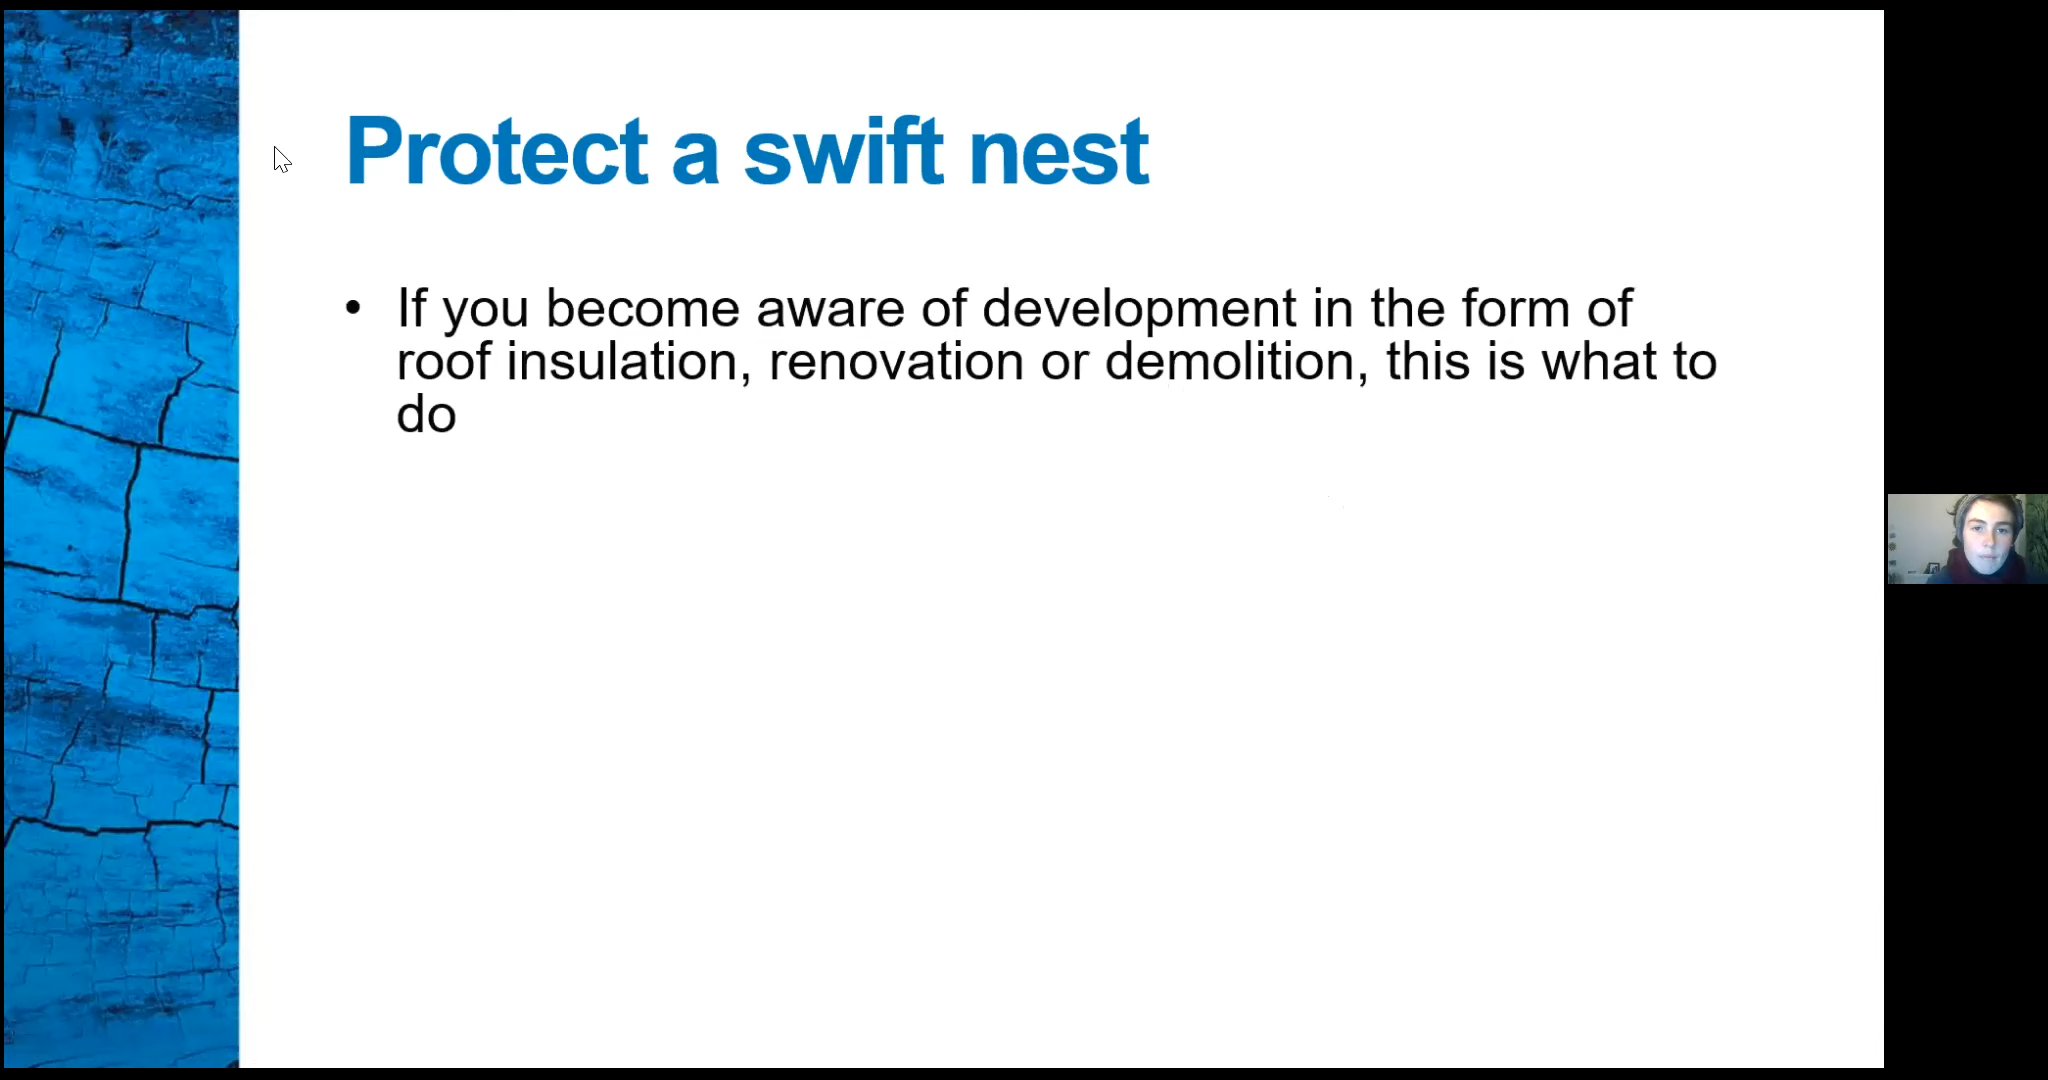 Protect a swift nest
• If you become aware of development in the form of
roof insulation, renovation or demolition, this is what to
do